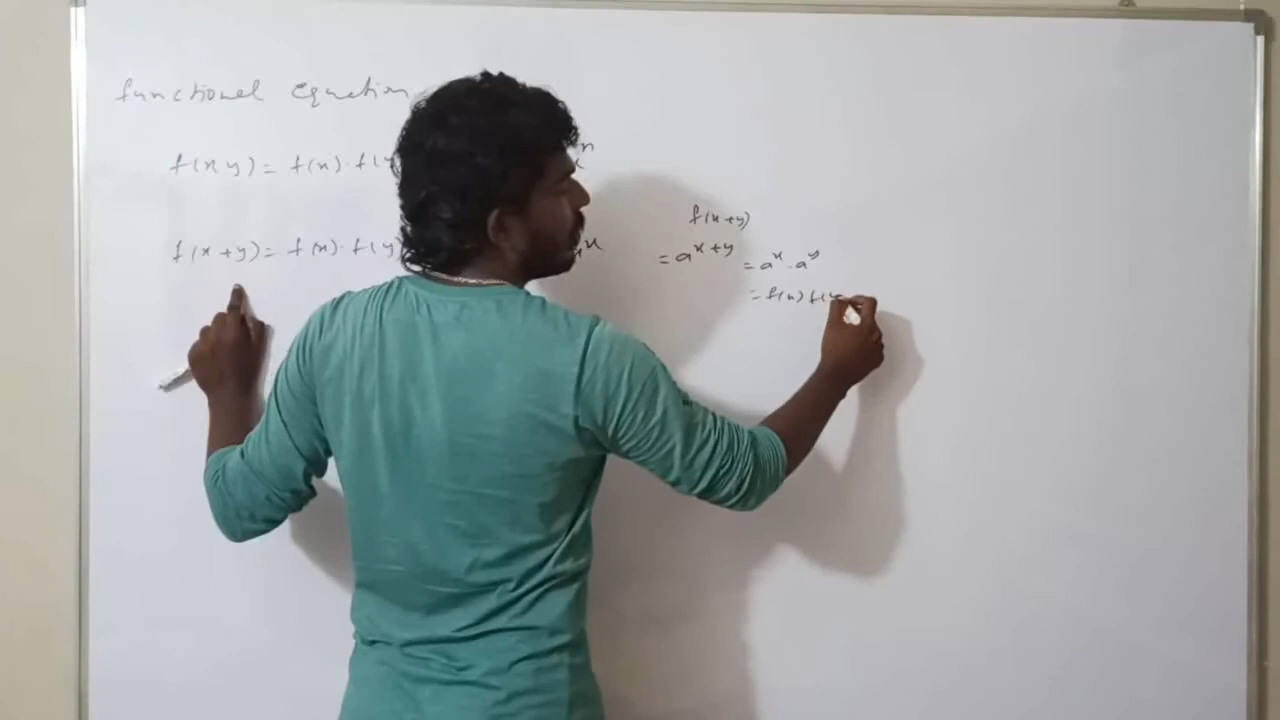 functional Equation
f(xy) = f(x) · f(y
n
f(x+y) = f(x) · f(y)
x
f(x+y)
= a^x+y = a^x · a^y
= f(x) f(y